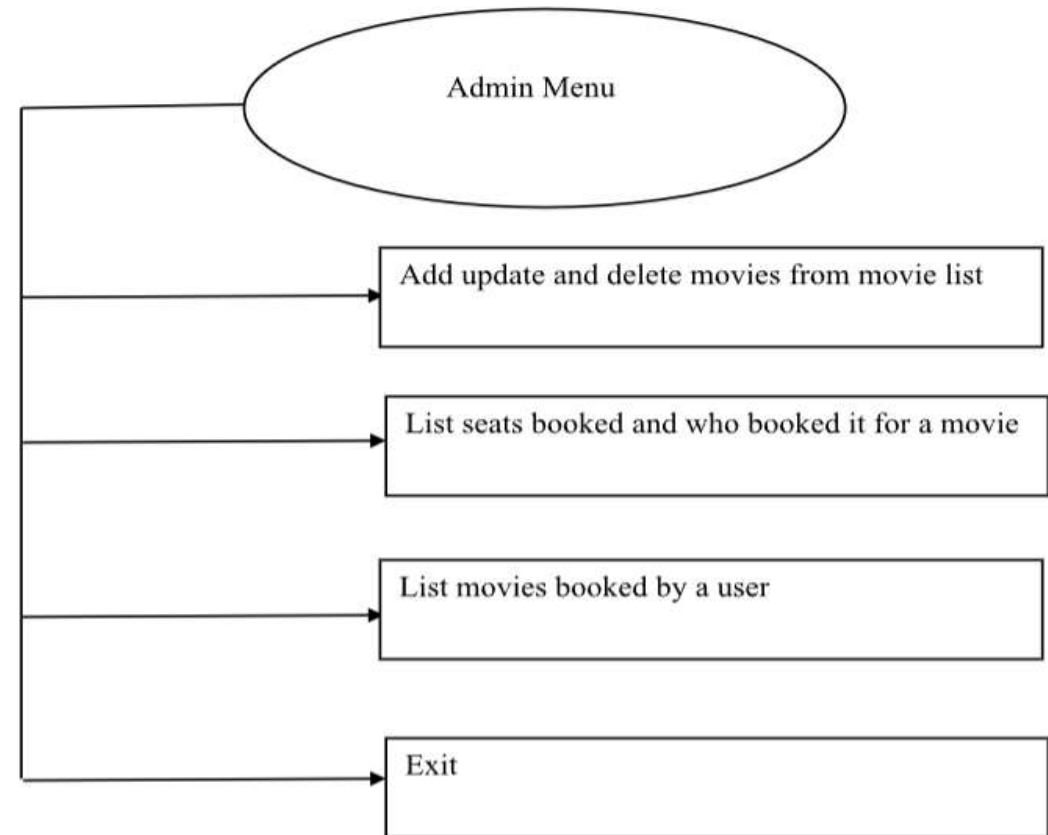 Admin Menu
Add update and delete movies from movie list
List seats booked and who booked it for a movie
List movies booked by a user
Exit